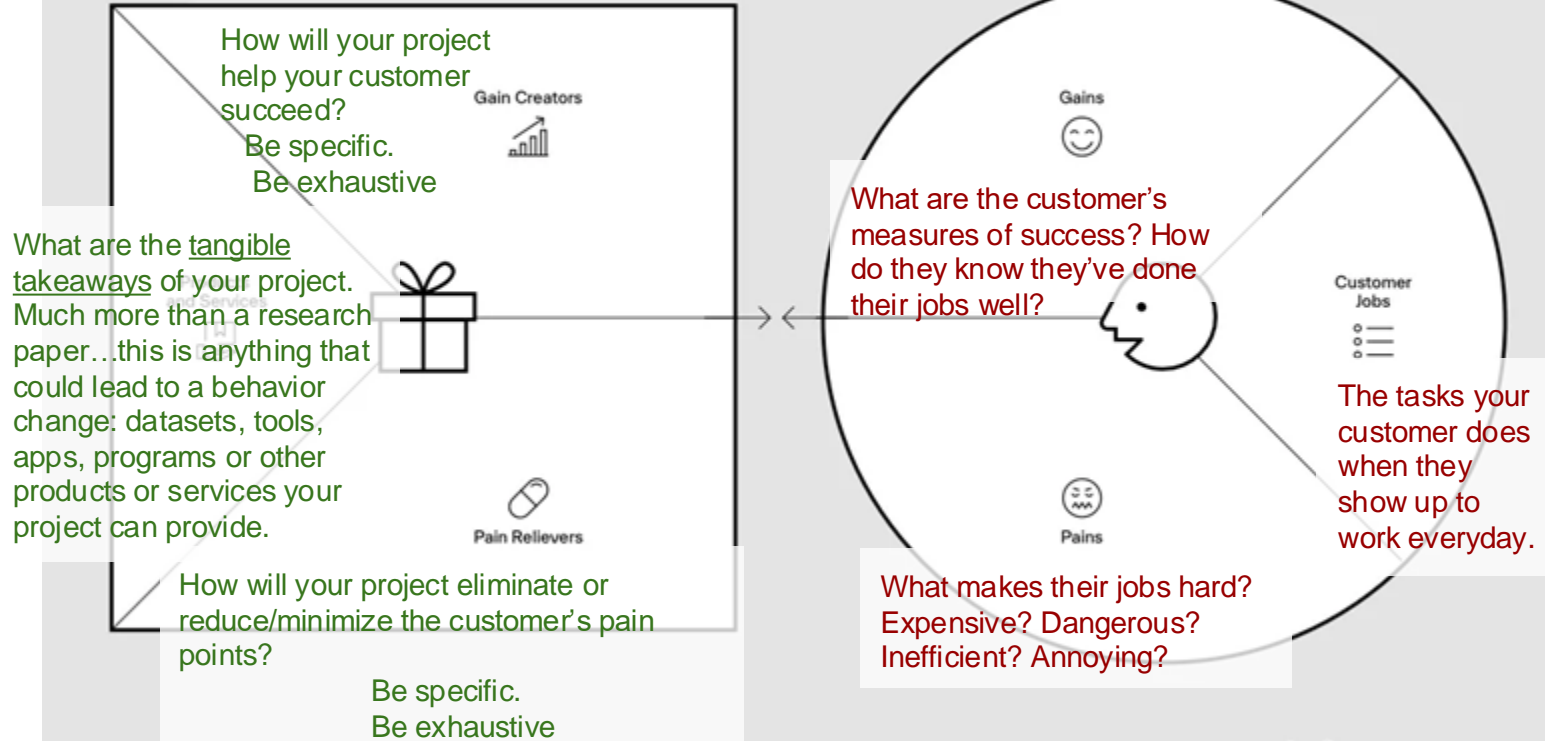 How will your project
help your customer
succeed?
Be specific.
Be exhaustive
Gain Creators
What are the tangible
takeaways of your project.
Much more than a research
paper…this is anything that
could lead to a behavior
change: datasets, tools,
apps, programs or other
products or services your
project can provide.
and Services
Pain Relievers
How will your project eliminate or
reduce/minimize the customer's pain
points?
Be specific.
Be exhaustive
Gains
What are the customer's
measures of success? How
do they know they've done
their jobs well?
Customer
Jobs
The tasks your
customer does
when they
show up to
work everyday.
Pains
What makes their jobs hard?
Expensive? Dangerous?
Inefficient? Annoying?